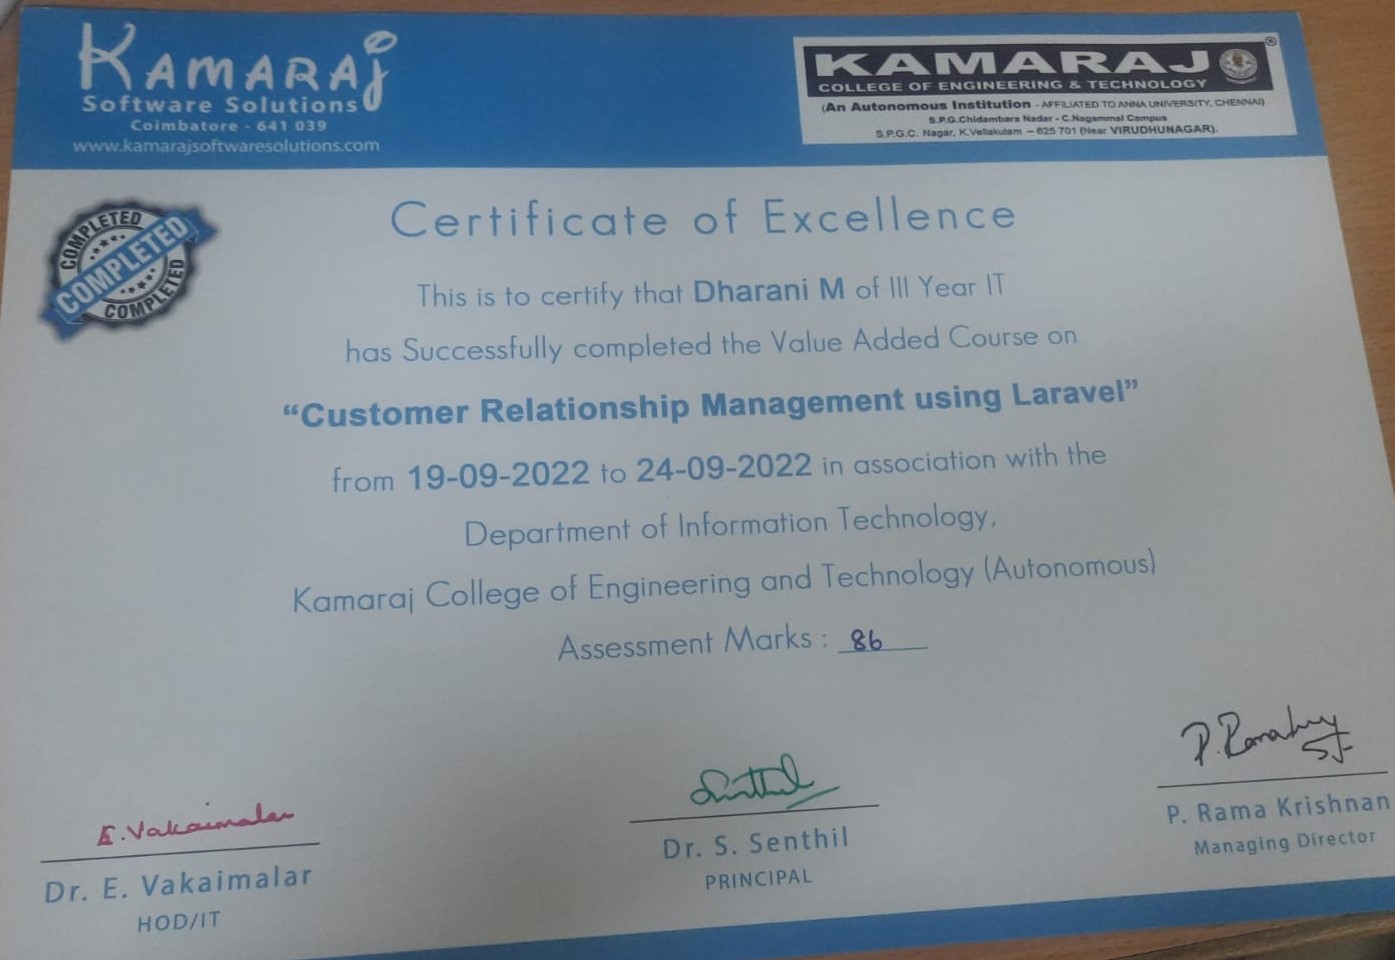 KAMARAJ
Software Solutions
Coimbatore - 641 039
www.kamarajsoftwaresolutions.com
KAMARAJ ®
COLLEGE OF ENGINEERING & TECHNOLOGY
(An Autonomous Institution - AFFILIATED TO ANNA UNIVERSITY, CHENNAI)
S.P.G.Chidambara Nadar - C.Nagammal Campus
S.P.G.C. Nagar, K.Vellakulam – 625 701 (Near VIRUDHUNAGAR).
COMPLETED
COMPLETED
COMPLETED
Certificate of Excellence
This is to certify that Dharani M of III Year IT
has Successfully completed the Value Added Course on
“Customer Relationship Management using Laravel”
from 19-09-2022 to 24-09-2022 in association with the
Department of Information Technology,
Kamaraj College of Engineering and Technology (Autonomous)
Assessment Marks : 86
E.Vakaimalar
Dr. E. Vakaimalar
HOD/IT
Senthil
Dr. S. Senthil
PRINCIPAL
P. Rama Krishnan
Managing Director